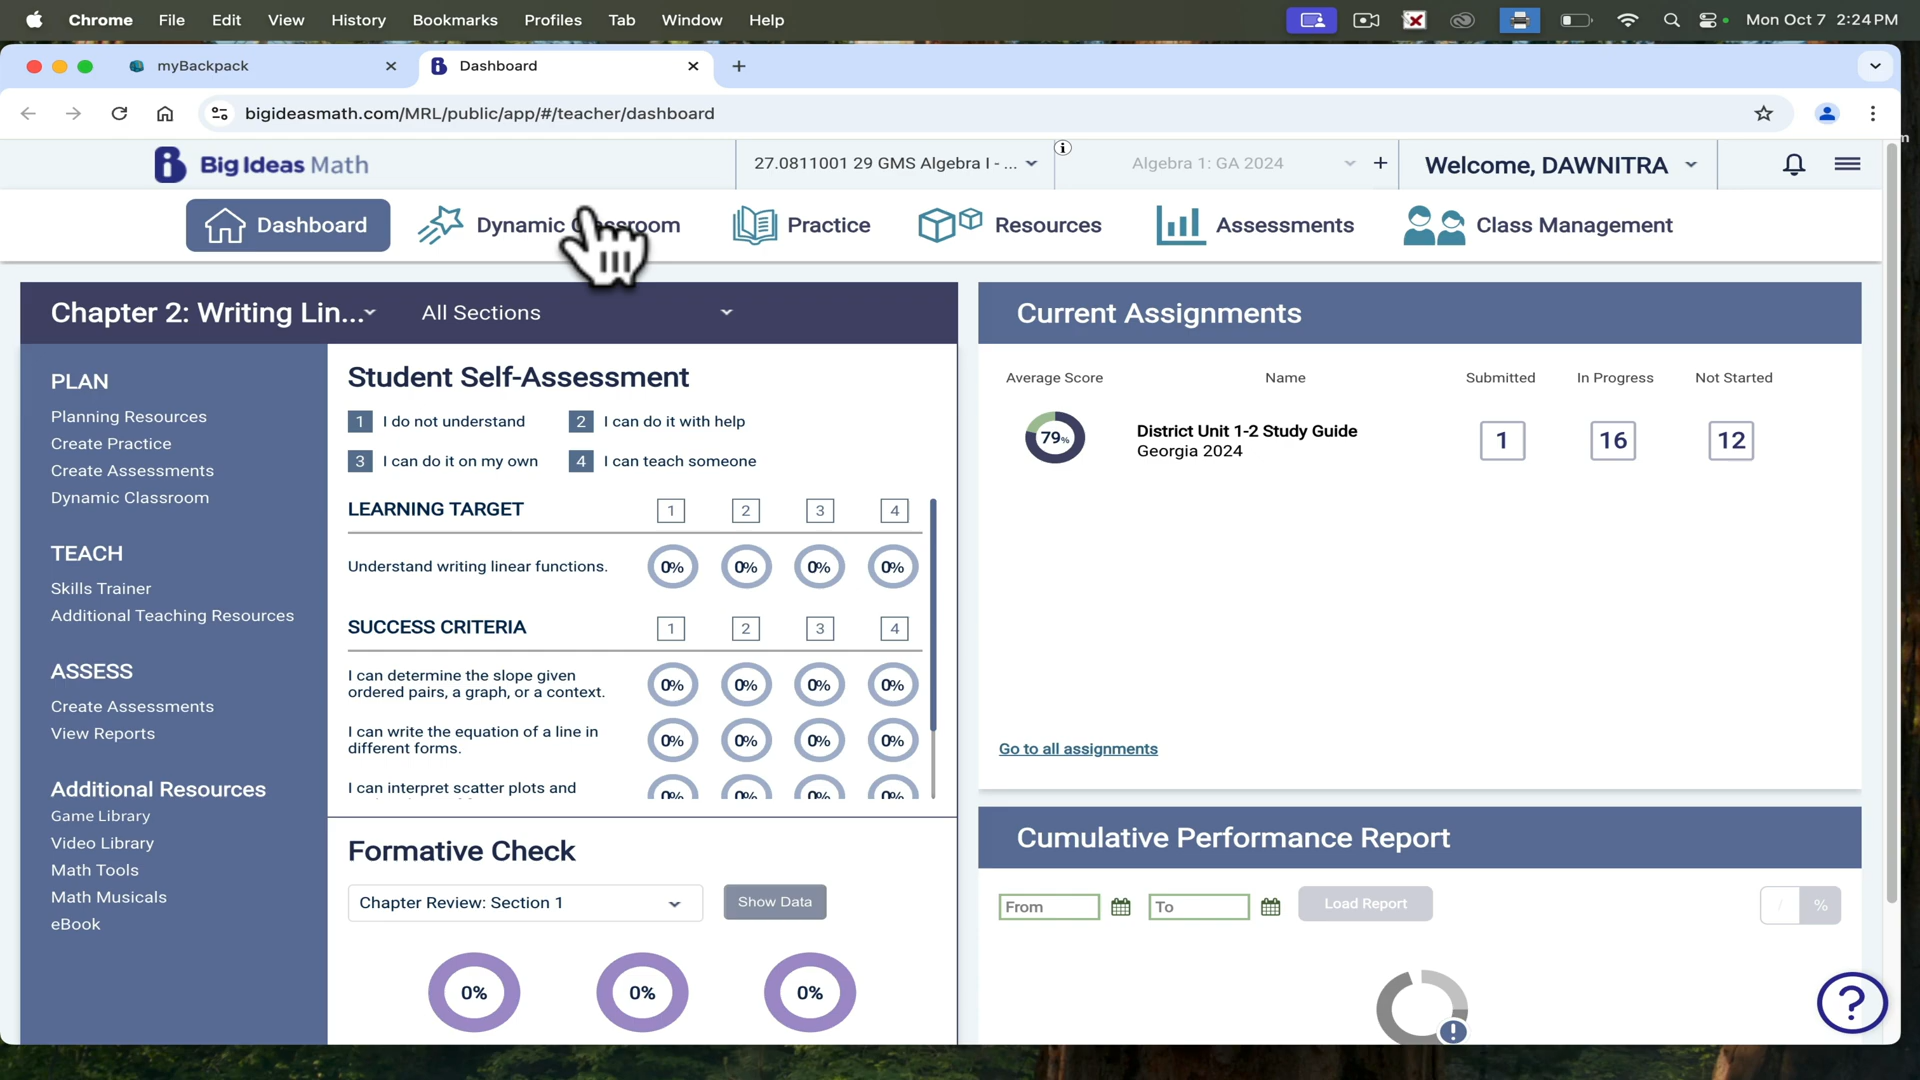 Chrome File Edit View History Bookmarks Profiles Tab Window Help Mon Oct 7 2:24 PM
myBackpack Dashboard
bigideasmath.com/MRL/public/app/#/teacher/dashboard
Big Ideas Math 27.0811001 29 GMS Algebra I - ... Algebra 1: GA 2024 Welcome, DAWNITRA
Dashboard Dynamic Classroom Practice Resources Assessments Class Management
Chapter 2: Writing Lin... All Sections
PLAN
Planning Resources
Create Practice
Create Assessments
Dynamic Classroom
TEACH
Skills Trainer
Additional Teaching Resources
ASSESS
Create Assessments
View Reports
Additional Resources
Game Library
Video Library
Math Tools
Math Musicals
eBook
Student Self-Assessment
1 I do not understand 2 I can do it with help
3 I can do it on my own 4 I can teach someone
LEARNING TARGET 1 2 3 4
Understand writing linear functions. 0% 0% 0% 0%
SUCCESS CRITERIA 1 2 3 4
I can determine the slope given
ordered pairs, a graph, or a context. 0% 0% 0% 0%
I can write the equation of a line in
different forms. 0% 0% 0% 0%
I can interpret scatter plots and
0% 0% 0% 0%
Formative Check
Chapter Review: Section 1 Show Data
0% 0% 0%
Current Assignments
Average Score Name Submitted In Progress Not Started
79% District Unit 1-2 Study Guide 1 16 12
Georgia 2024
Go to all assignments
Cumulative Performance Report
From To Load Report / %
?